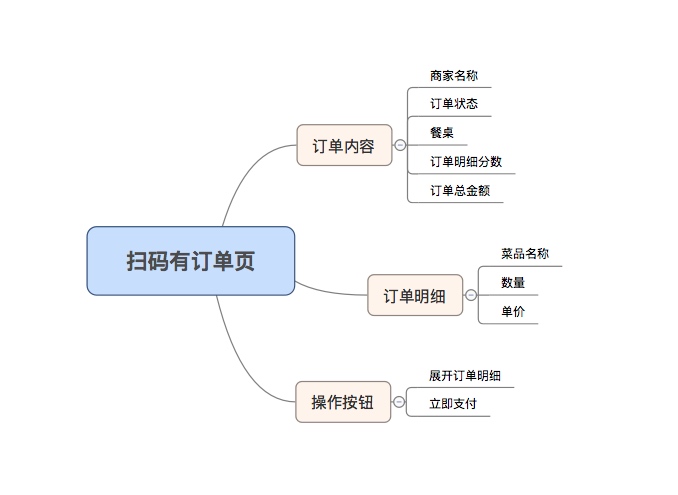 扫码有订单页
订单内容
商家名称
订单状态
餐桌
订单明细分数
订单总金额
订单明细
菜品名称
数量
单价
操作按钮
展开订单明细
立即支付